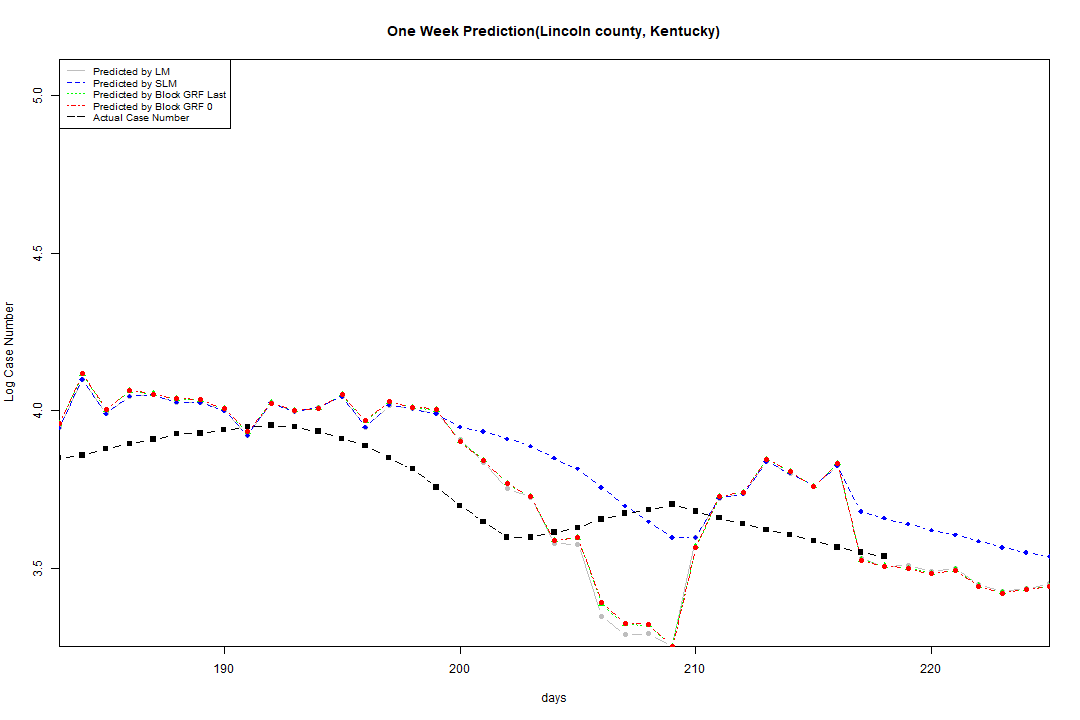 One Week Prediction(Lincoln county, Kentucky)
Predicted by LM
Predicted by SLM
Predicted by Block GRF Last
Predicted by Block GRF 0
Actual Case Number
5.0
4.5
4.0
3.5
Log Case Number
190 200 210 220
days